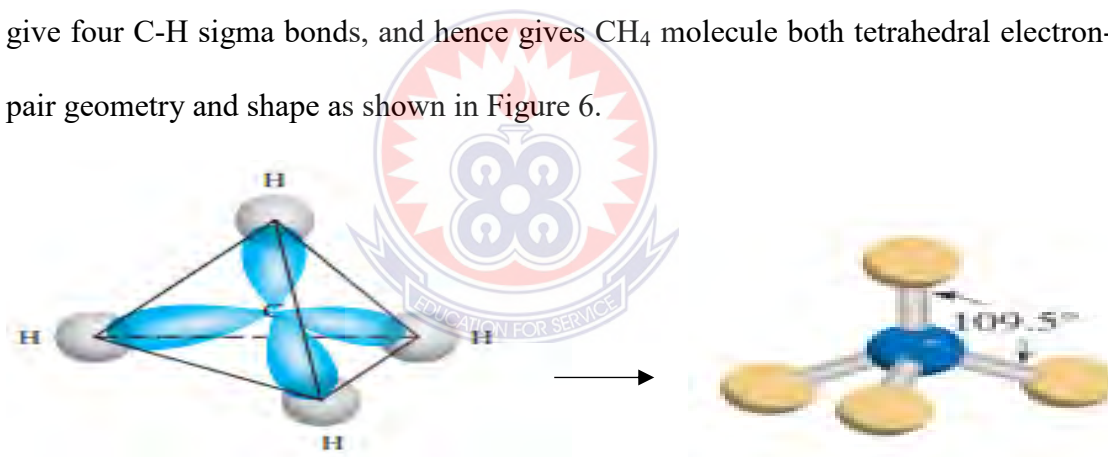 give four C-H sigma bonds, and hence gives CH₄ molecule both tetrahedral electron-
pair geometry and shape as shown in Figure 6.
H
C
H
H
H
109.5°
EDUCATION FOR SERVICE